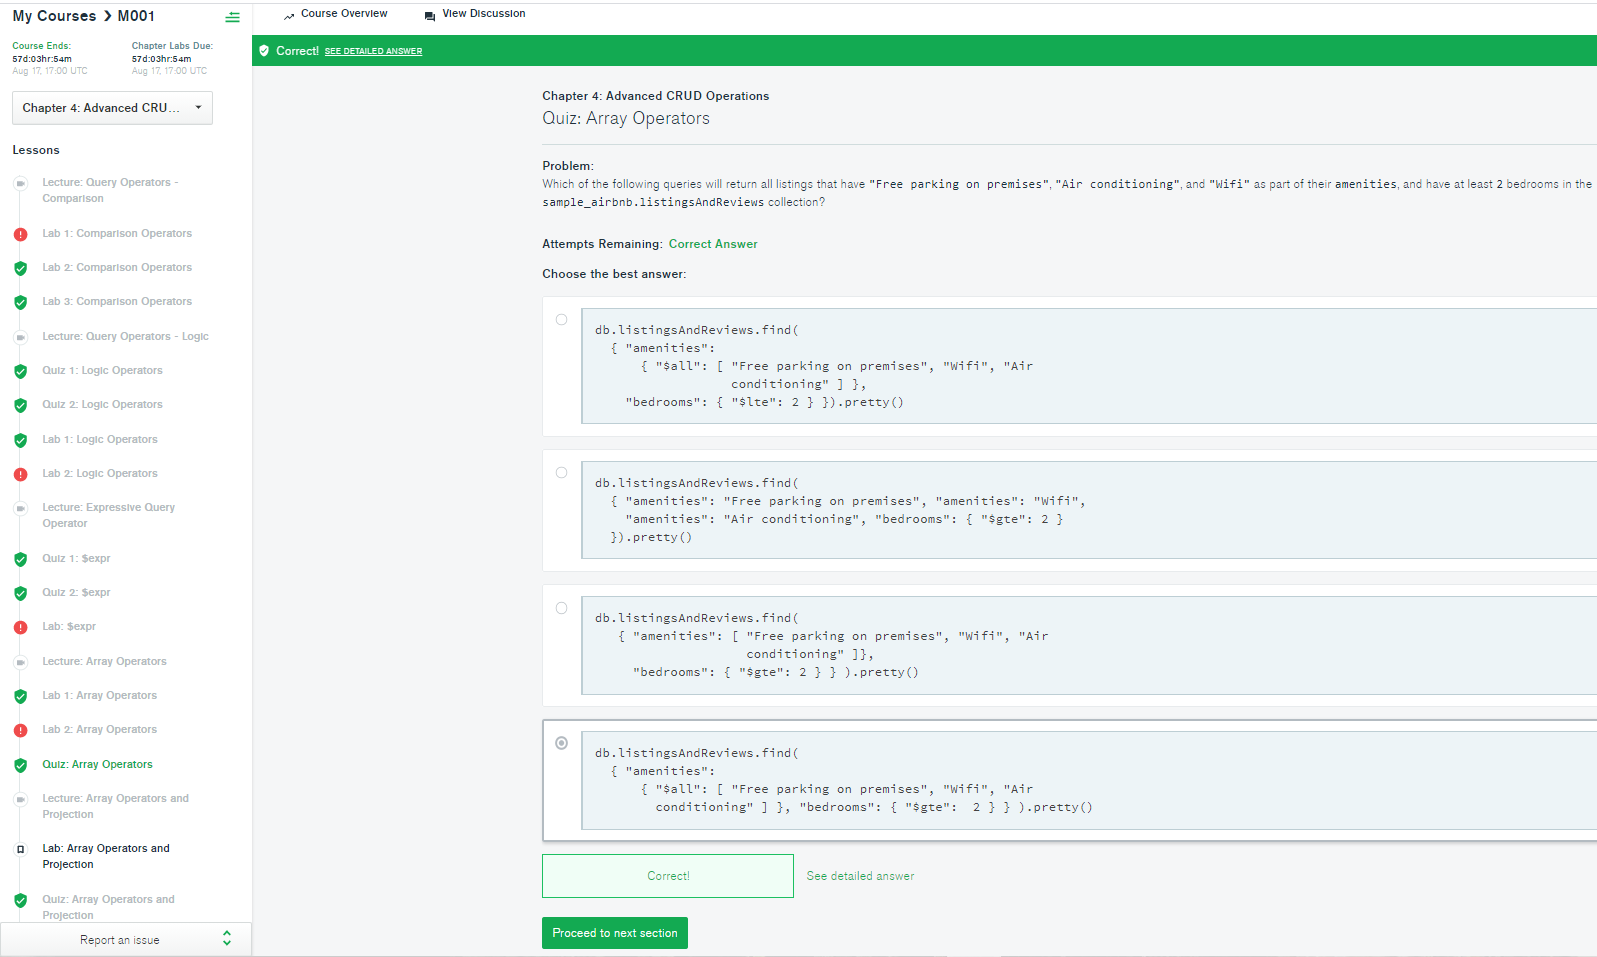 My Courses > M001
Course Ends:
57d:03hr:54m
Aug 17, 17:00 UTC
Chapter Labs Due:
57d:03hr:54m
Aug 17, 17:00 UTC
Chapter 4: Advanced CRU...
Lessons
Lecture: Query Operators -
Comparison
Lab 1: Comparison Operators
Lab 2: Comparison Operators
Lab 3: Comparison Operators
Lecture: Query Operators - Logic
Quiz 1: Logic Operators
Quiz 2: Logic Operators
Lab 1: Logic Operators
Lab 2: Logic Operators
Lecture: Expressive Query
Operator
Quiz 1: $expr
Quiz 2: $expr
Lab: $expr
Lecture: Array Operators
Lab 1: Array Operators
Lab 2: Array Operators
Quiz: Array Operators
Lecture: Array Operators and
Projection
Lab: Array Operators and
Projection
Quiz: Array Operators and
Projection
Report an issue
Course Overview
View Discussion
Correct! SEE DETAILED ANSWER
Chapter 4: Advanced CRUD Operations
Quiz: Array Operators
Problem:
Which of the following queries will return all listings that have "Free parking on premises", "Air conditioning", and "Wifi" as part of their amenities, and have at least 2 bedrooms in the
sample_airbnb.listingsAndReviews collection?
Attempts Remaining: Correct Answer
Choose the best answer:
db.listingsAndReviews.find(
{ "amenities":
{ "$all": [ "Free parking on premises", "Wifi", "Air
conditioning" ] },
"bedrooms": { "$lte": 2 } }).pretty()
db.listingsAndReviews.find(
{ "amenities": "Free parking on premises", "amenities": "Wifi",
"amenities": "Air conditioning", "bedrooms": { "$gte": 2 }
}).pretty()
db.listingsAndReviews.find(
{ "amenities": [ "Free parking on premises", "Wifi", "Air
conditioning" ]},
"bedrooms": { "$gte": 2 } } ).pretty()
db.listingsAndReviews.find(
{ "amenities":
{ "$all": [ "Free parking on premises", "Wifi", "Air
conditioning" ] }, "bedrooms": { "$gte":  2 } } ).pretty()
Correct!
See detailed answer
Proceed to next section